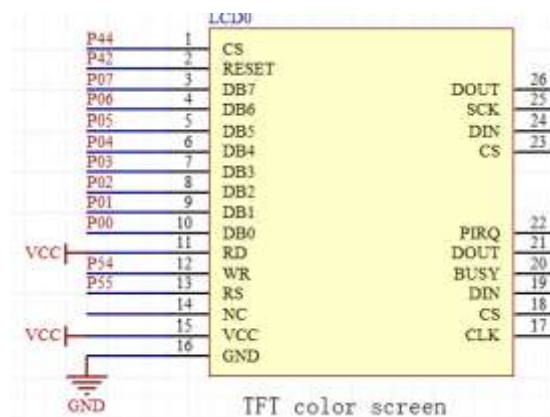 LCD0
P44 1 CS
P42 2 RESET
P07 3 DB7 DOUT 26
P06 4 DB6 SCK 25
P05 5 DB5 DIN 24
P04 6 DB4 CS 23
P03 7 DB3
P02 8 DB2
P01 9 DB1
P00 10 DB0 PIRQ 22
VCC 11 RD DOUT 21
P54 12 WR BUSY 20
P55 13 RS DIN 19
14 NC CS 18
VCC 15 VCC CLK 17
16 GND
GND TFT color screen